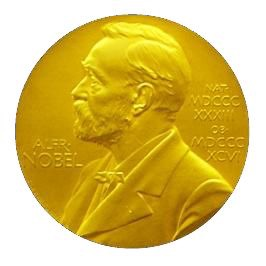 ALFR·
NOBEL
NAT·
MDCCC
XXXIII
OB·
MDCCC
XCVI